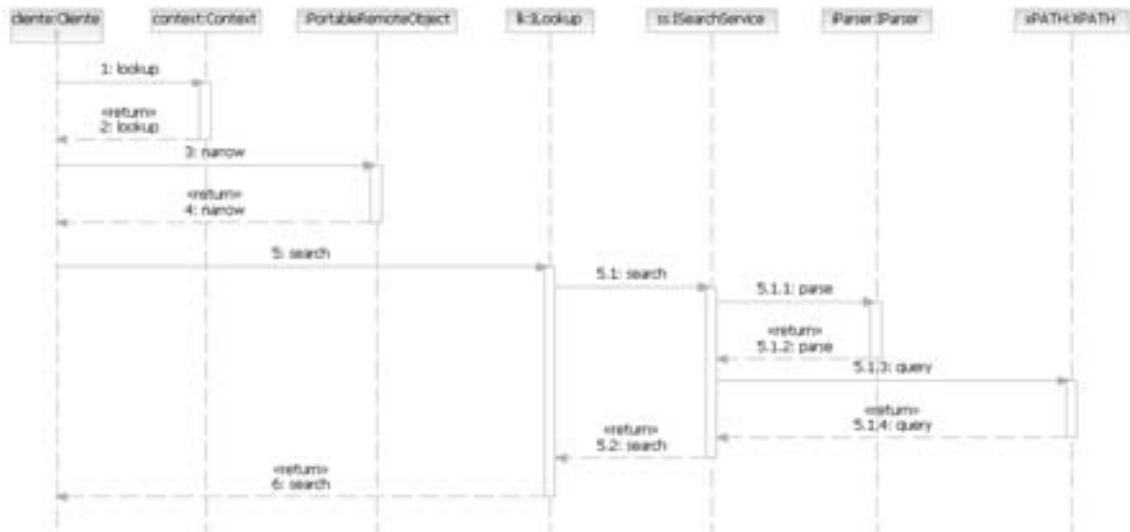 cliente:Cliente
context:Context
:PortableRemoteObject
lk:ILookup
ss:ISearchService
iParser:IParser
xPATH:XPATH
1: lookup
«return»
2: lookup
3: narrow
«return»
4: narrow
5: search
5.1: search
5.1.1: parse
«return»
5.1.2: parse
5.1.3: query
«return»
5.1.4: query
«return»
5.2: search
«return»
6: search